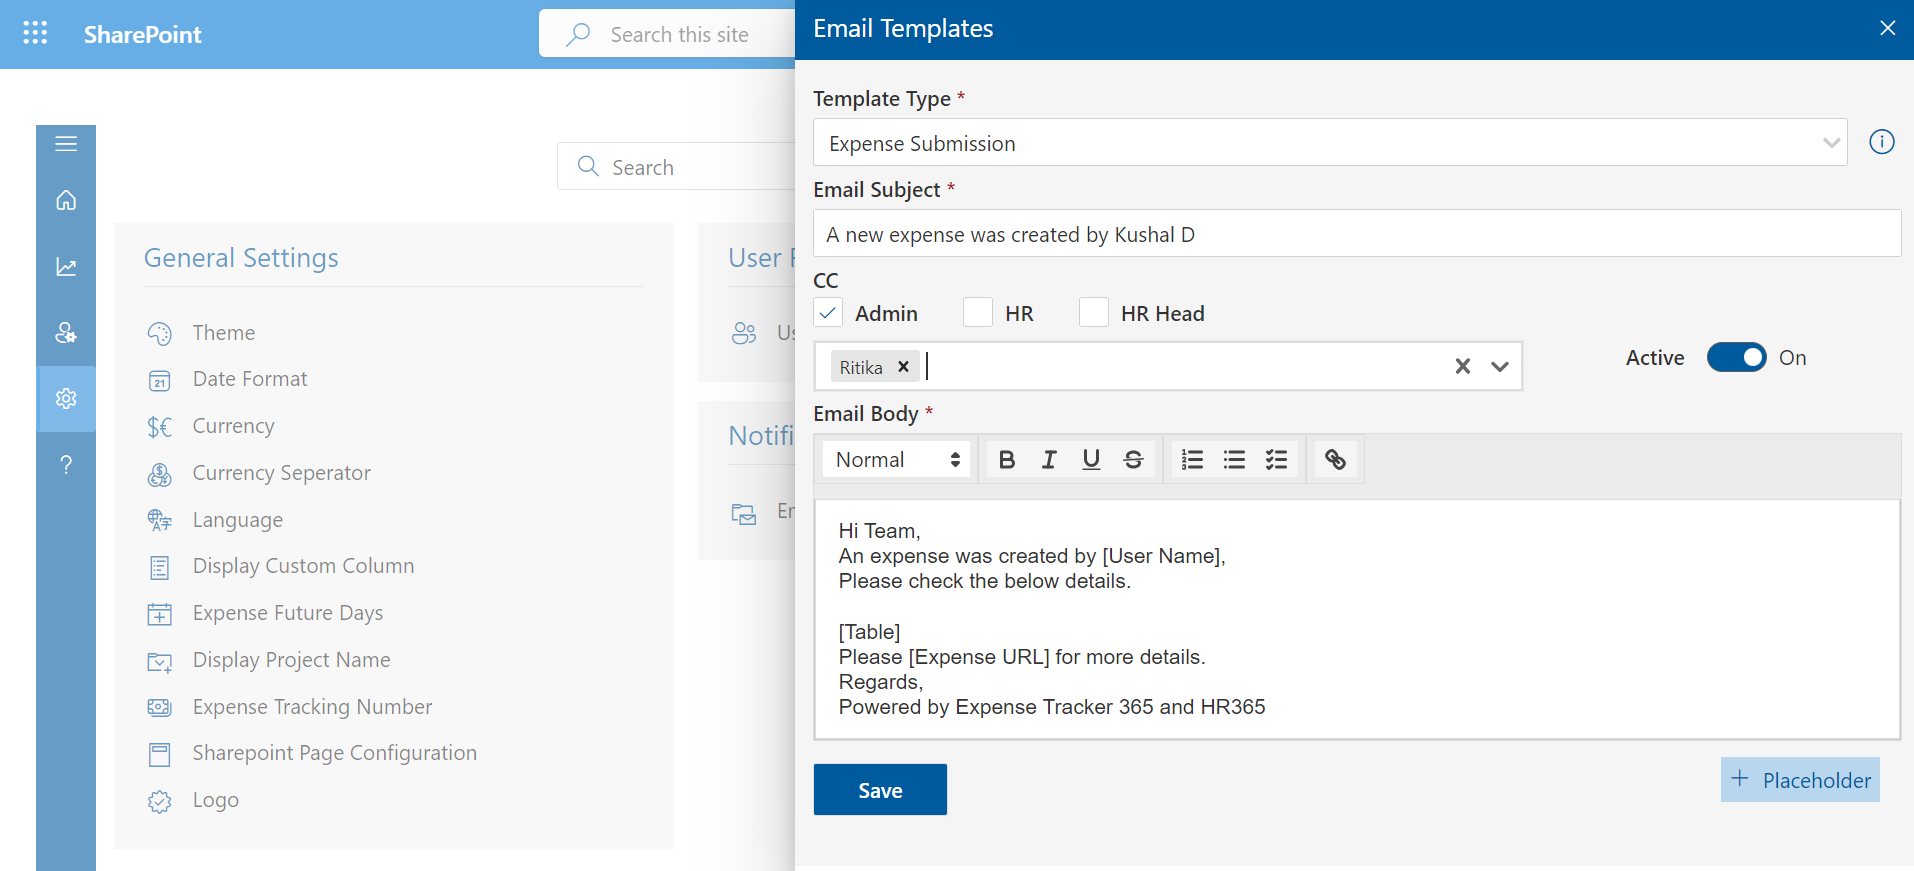 SharePoint
Search this site
Search
General Settings
Theme
21
Date Format
$€
Currency
$
Currency Seperator
A字
Language
Display Custom Column
Expense Future Days
Display Project Name
Expense Tracking Number
Sharepoint Page Configuration
Logo
User
Notifi
?
Email Templates
Template Type *
Expense Submission
i
Email Subject *
A new expense was created by Kushal D
CC
Admin HR HR Head
Ritika
Active On
Email Body *
Normal B I U S
Hi Team,
An expense was created by [User Name],
Please check the below details.
[Table]
Please [Expense URL] for more details.
Regards,
Powered by Expense Tracker 365 and HR365
Save
+ Placeholder